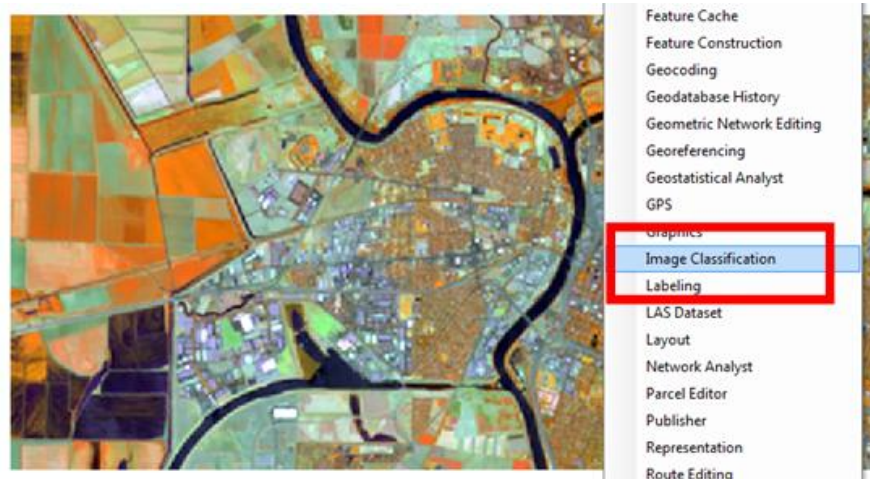 Feature Cache
Feature Construction
Geocoding
Geodatabase History
Geometric Network Editing
Georeferencing
Geostatistical Analyst
GPS
Graphics
Image Classification
Labeling
LAS Dataset
Layout
Network Analyst
Parcel Editor
Publisher
Representation
Route Editing